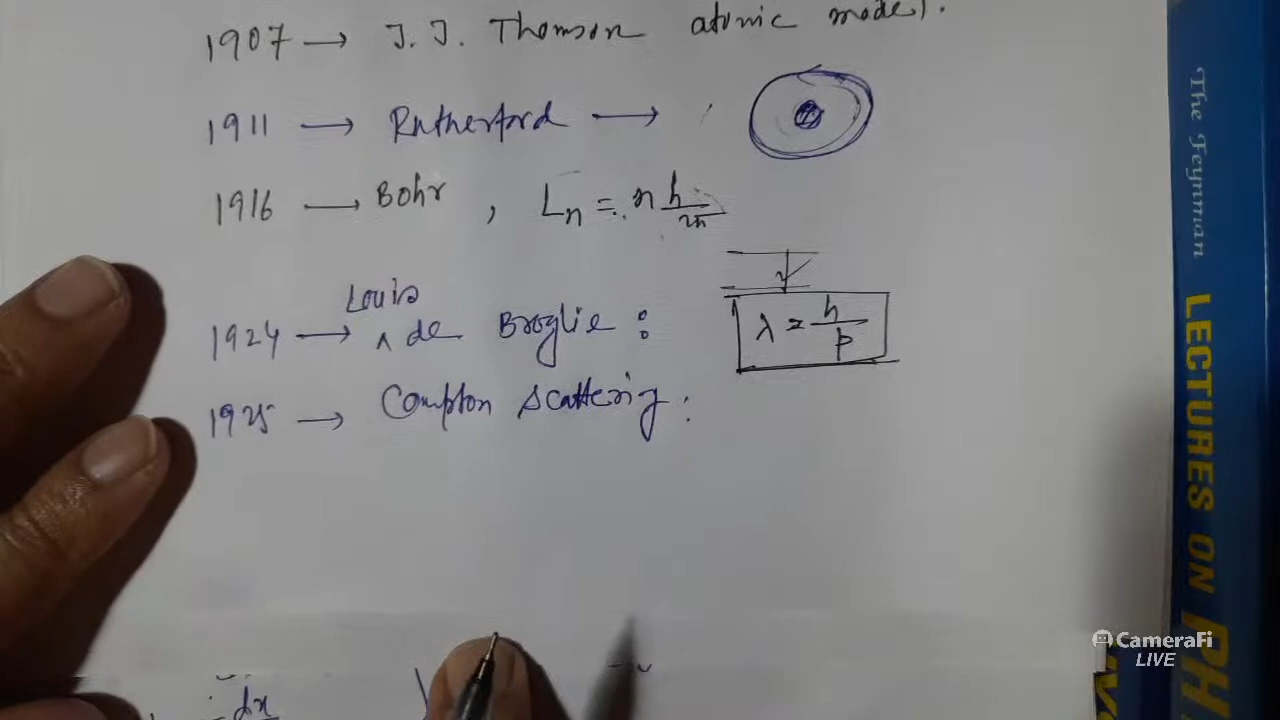 1907 → J. J. Thomson atomic model.
1911 → Rutherford →
1916 → Bohr , Ln = n h/2π
1924 → Louis de Broglie : λ = h/p
1925 → Compton scattering :
dx
The Feynman LECTURES ON PH
CameraFi
LIVE